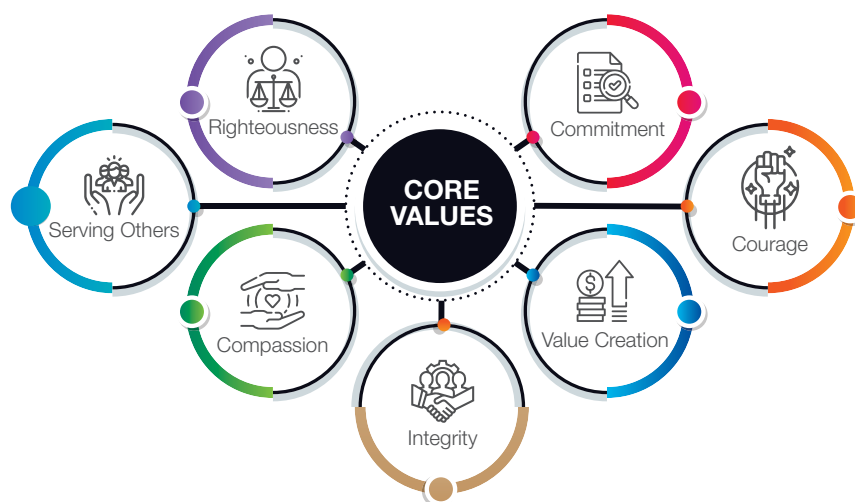 Righteousness
Commitment
CORE
VALUES
Serving Others
Courage
Compassion
Value Creation
Integrity
$